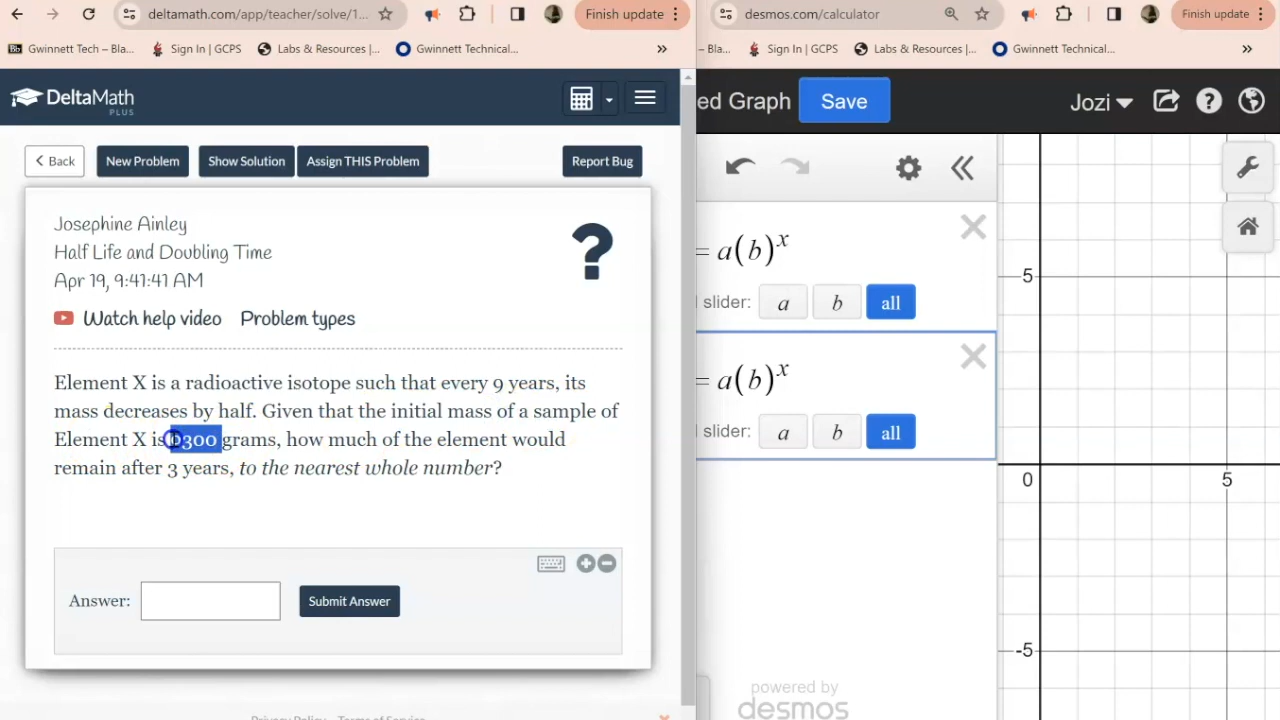 deltamath.com/app/teacher/solve/1...
Finish update
desmos.com/calculator
Finish update
Bb Gwinnett Tech – Bla...
Sign In | GCPS
Labs & Resources |...
Gwinnett Technical...
»
– Bla...
Sign In | GCPS
Labs & Resources |...
Gwinnett Technical...
»
DeltaMath
PLUS
ed Graph
Save
Jozi
Back
New Problem
Show Solution
Assign THIS Problem
Report Bug
Josephine Ainley
Half Life and Doubling Time
Apr 19, 9:41:41 AM
?
Watch help video
Problem types
Element X is a radioactive isotope such that every 9 years, its
mass decreases by half. Given that the initial mass of a sample of
Element X is 300 grams, how much of the element would
remain after 3 years, to the nearest whole number?
Answer:
Submit Answer
Privacy Policy Terms of Service
= a(b)^x
slider: a b all
= a(b)^x
slider: a b all
powered by
desmos
5
0
5
-5